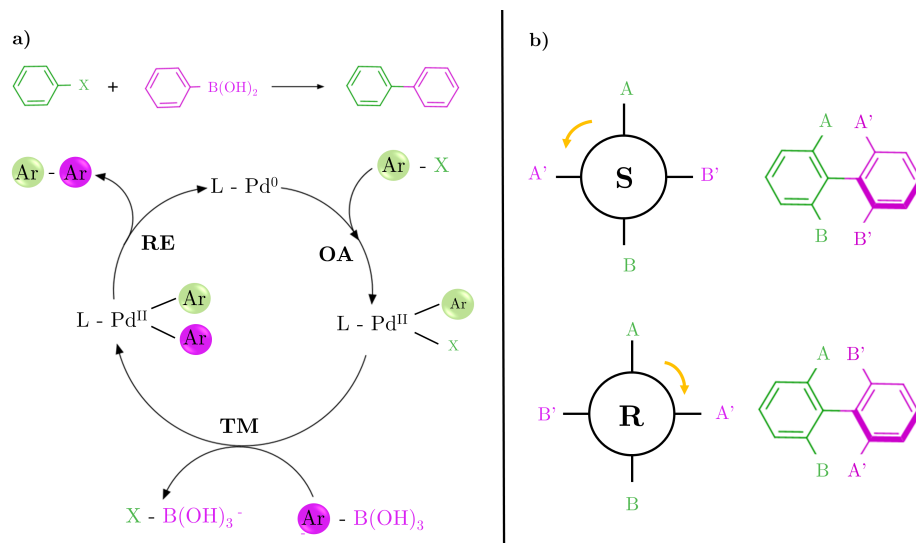 a)
X + B(OH)₂
Ar - Ar
L - Pd⁰
Ar - X
RE
OA
L - Pdᴵᴵ Ar
Ar
L - Pdᴵᴵ Ar
X
TM
X - B(OH)₃⁻
Ar - B(OH)₃
b)
A
A'
S
B'
B
A
A'
B
B'
A
B'
R
A'
B
A
B'
B
A'